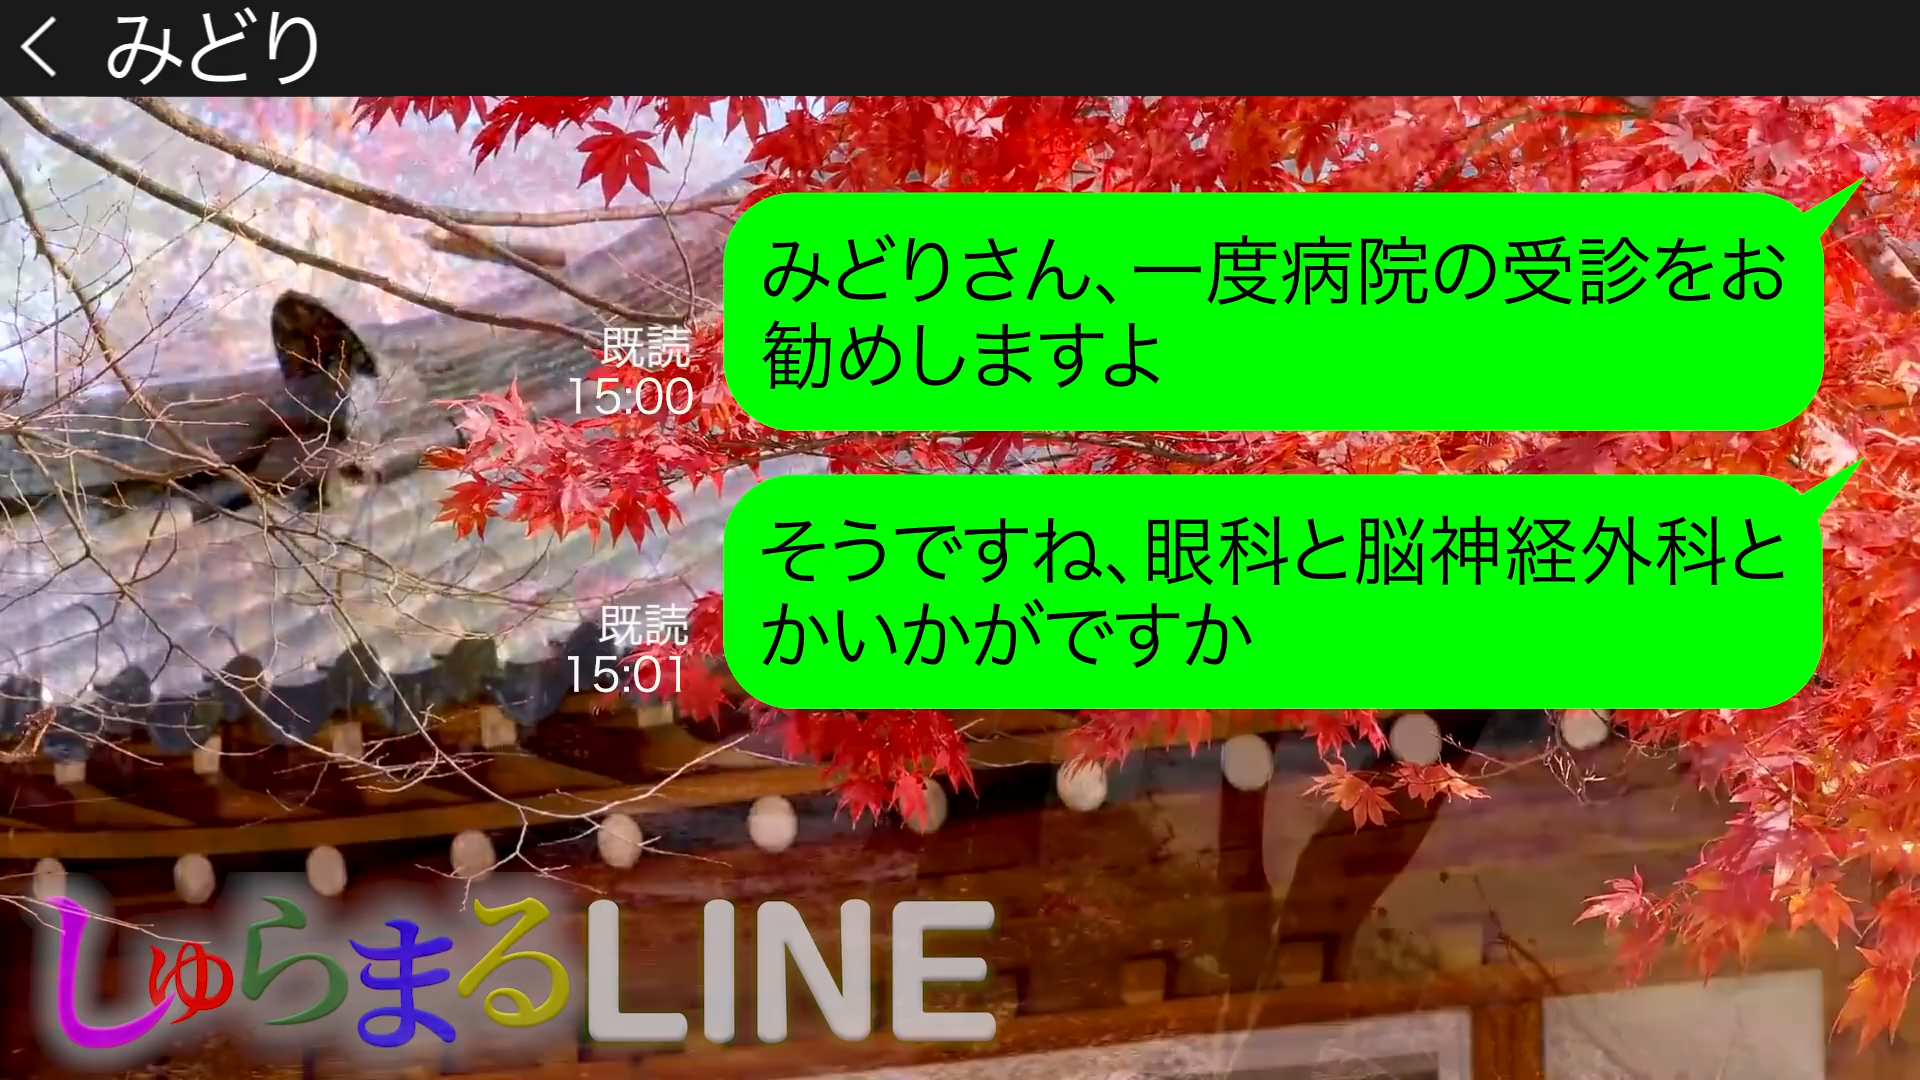 みどり
みどりさん、一度病院の受診をお
勧めしますよ
既読
15:00
そうですね、眼科と脳神経外科と
かいかがですか
既読
15:01
しゅらまるLINE